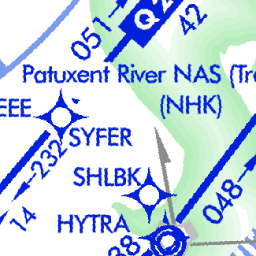 051
Q2
42
Patuxent River NAS (Tr
(NHK)
EEE
SYFER
232
SHLBK
048
14
HYTRA
38